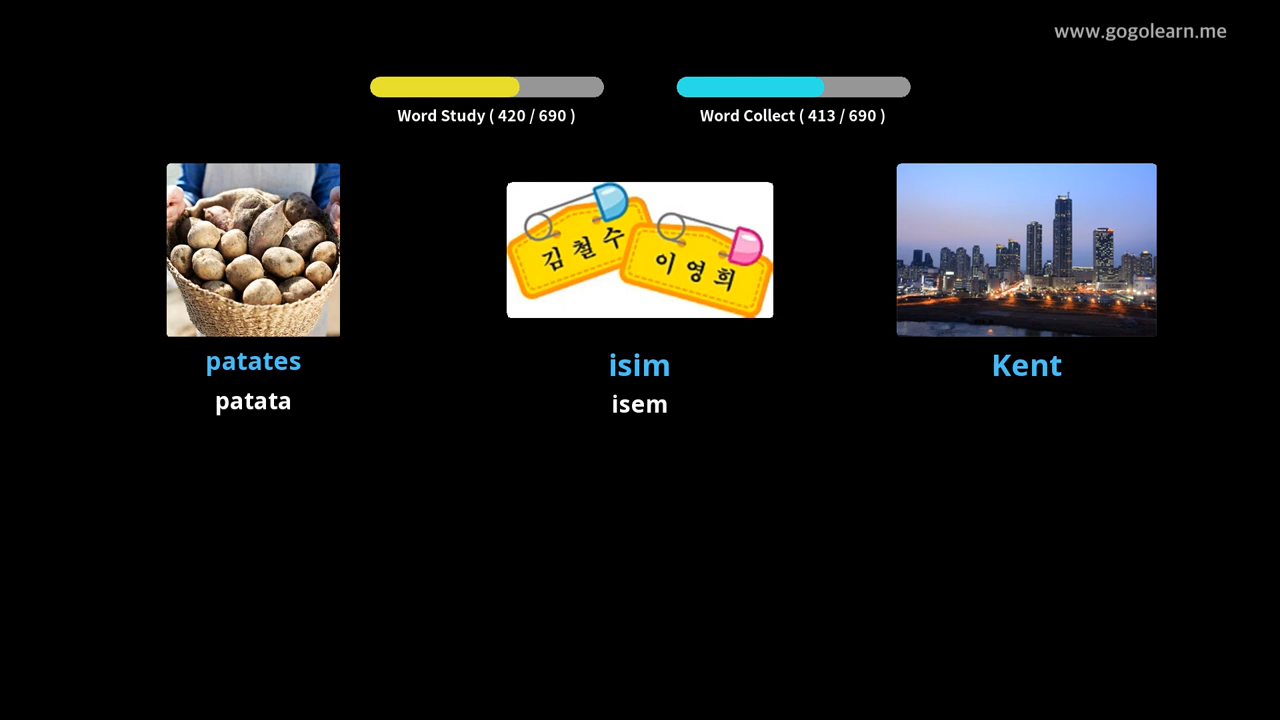 www.gogolearn.me
Word Study ( 420 / 690 )
Word Collect ( 413 / 690 )
김철수
이영희
patates
isim
Kent
patata
isem